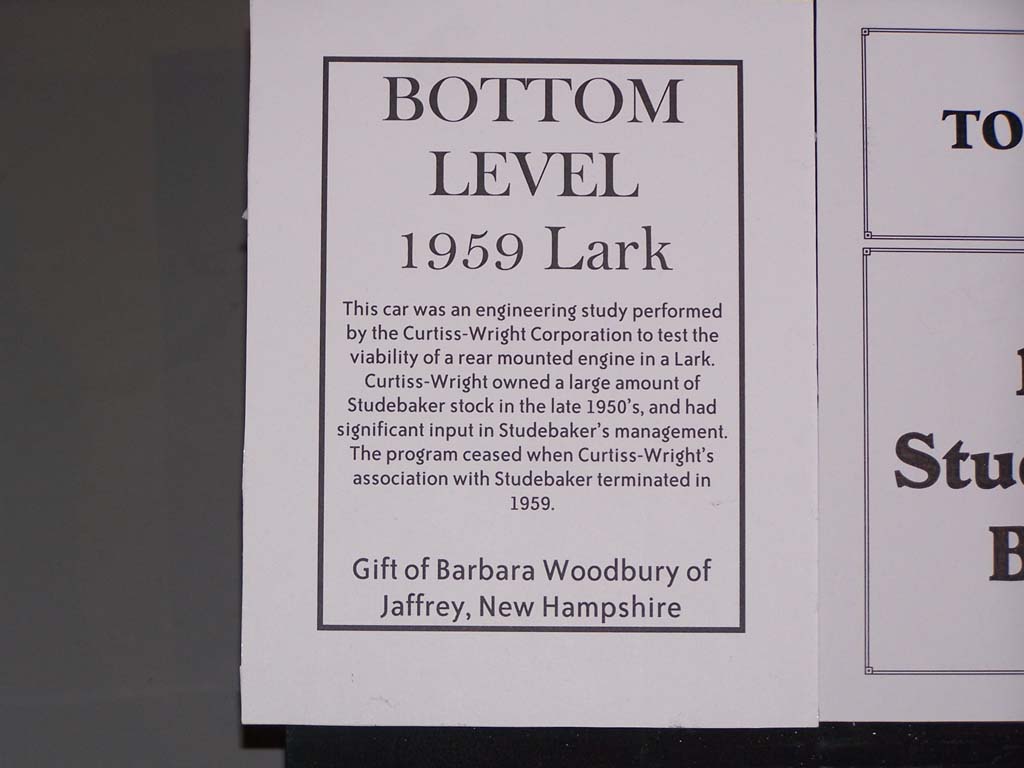 BOTTOM
LEVEL
1959 Lark
This car was an engineering study performed
by the Curtiss-Wright Corporation to test the
viability of a rear mounted engine in a Lark.
Curtiss-Wright owned a large amount of
Studebaker stock in the late 1950's, and had
significant input in Studebaker's management.
The program ceased when Curtiss-Wright's
association with Studebaker terminated in
1959.
Gift of Barbara Woodbury of
Jaffrey, New Hampshire
TO
Stu
B